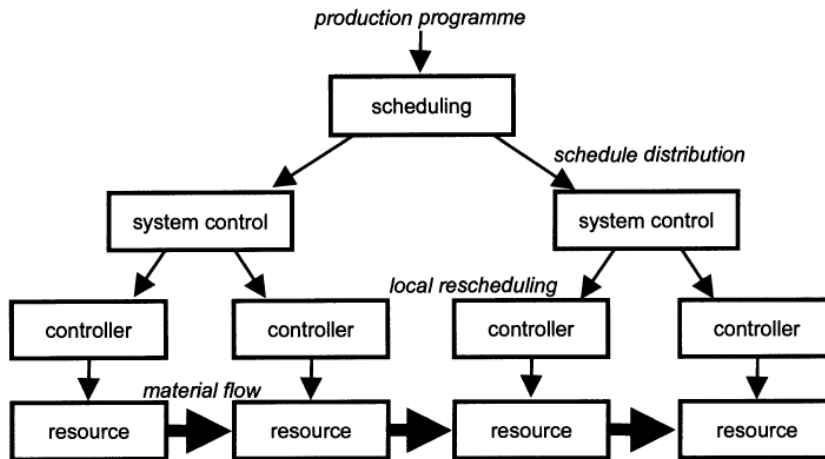 production programme
scheduling
schedule distribution
system control
system control
local rescheduling
controller
controller
controller
controller
material flow
resource
resource
resource
resource